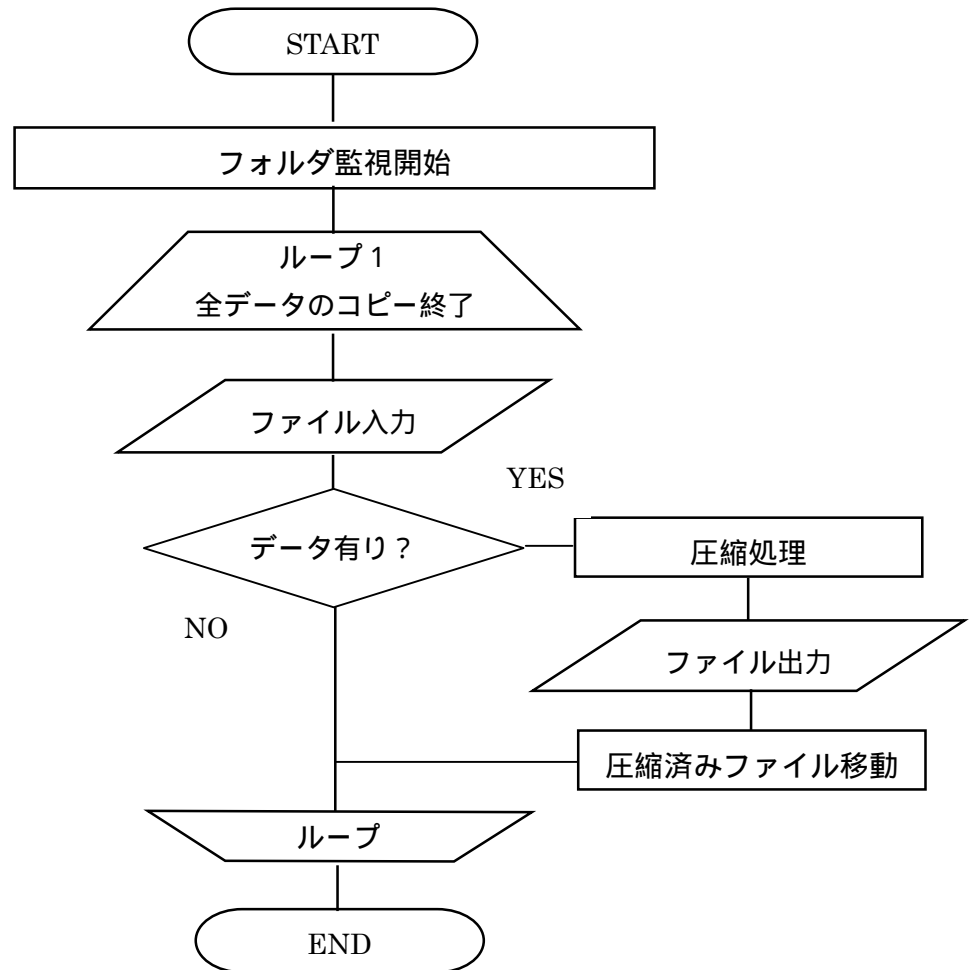 START
フォルダ監視開始
ループ1
全データのコピー終了
ファイル入力
YES
データ有り?
圧縮処理
NO
ファイル出力
圧縮済みファイル移動
ループ
END